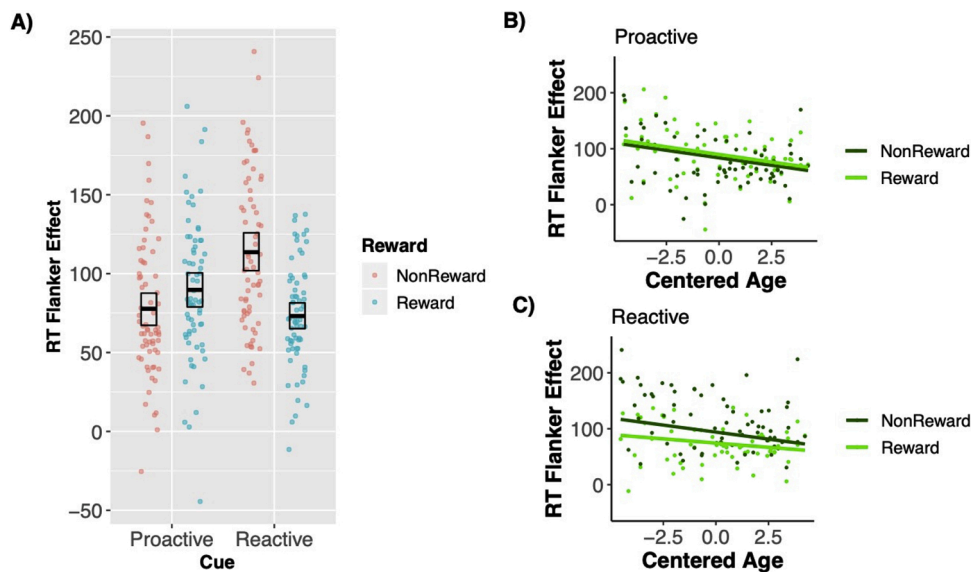 A)
250
200
150
100
50
0
−50
RT Flanker Effect
Proactive Reactive
Cue
Reward
NonReward
Reward
B)
Proactive
RT Flanker Effect
200
100
0
−2.5 0.0 2.5
Centered Age
NonReward
Reward
C)
Reactive
RT Flanker Effect
200
100
0
−2.5 0.0 2.5
Centered Age
NonReward
Reward